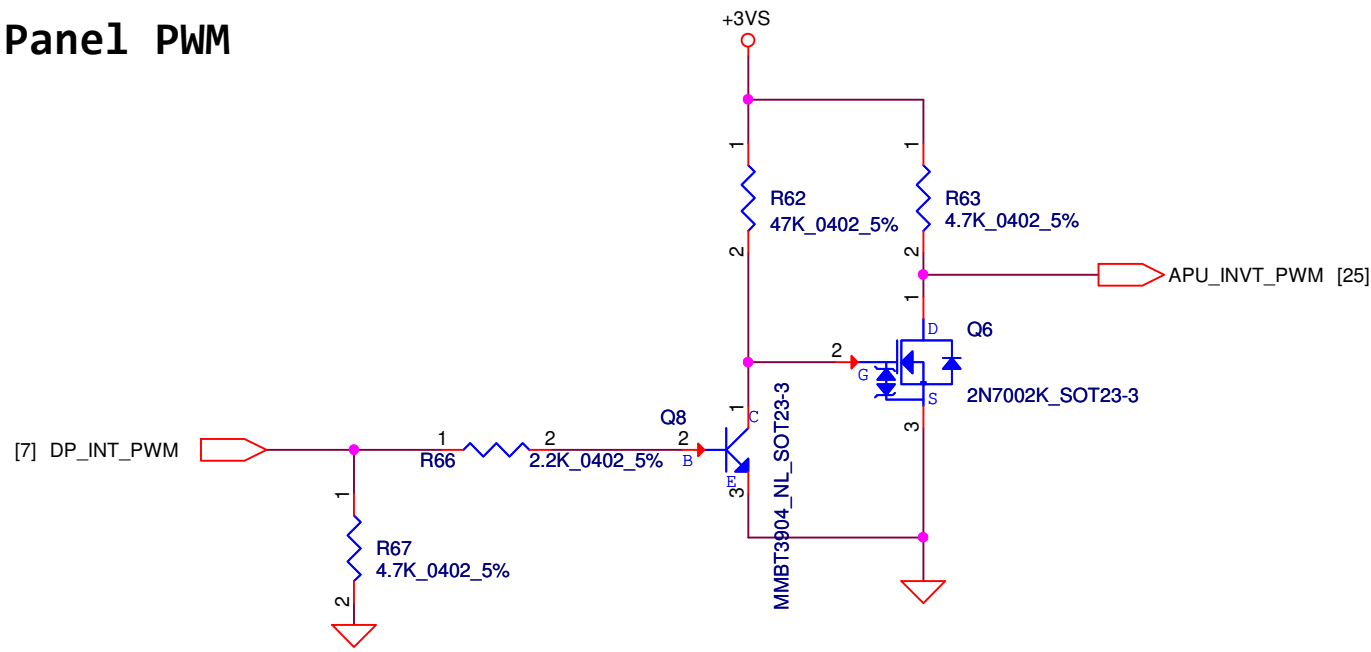 Panel PWM
+3VS
1
1
R62
47K_0402_5%
R63
4.7K_0402_5%
2
2
APU_INVT_PWM [25]
1
D
Q6
2
G
2N7002K_SOT23-3
S
3
Q8
1
C
MMBT3904_NL_SOT23-3
[7] DP_INT_PWM
1
2
2
B
R66
2.2K_0402_5%
E
3
1
R67
4.7K_0402_5%
2